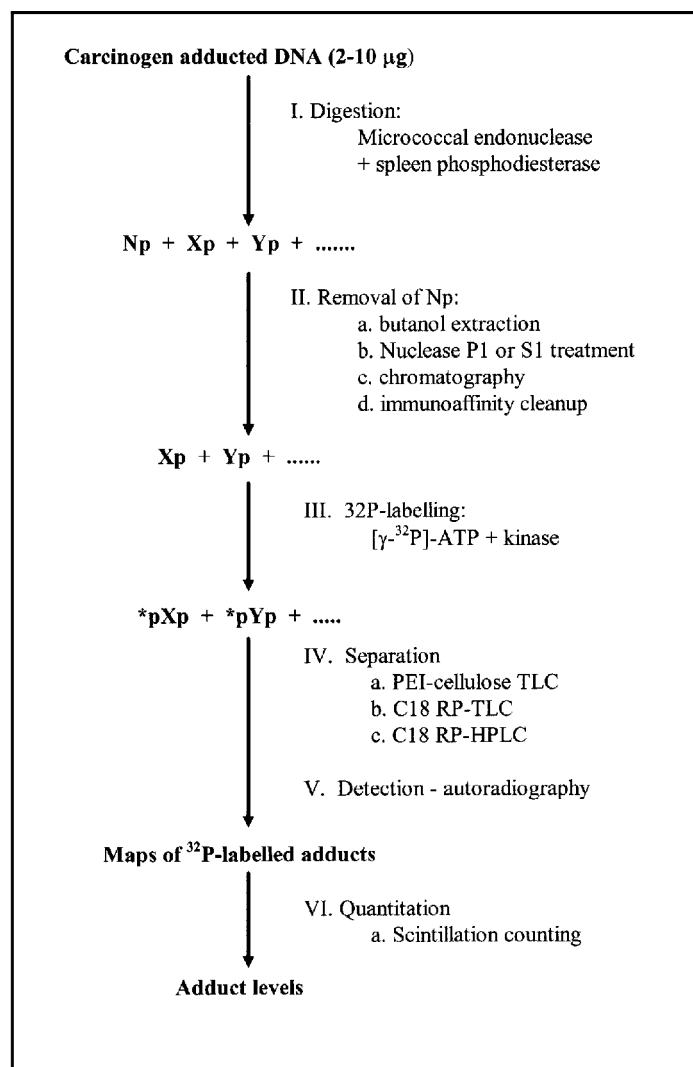 Carcinogen adducted DNA (2-10 µg)
I. Digestion:
Micrococcal endonuclease
+ spleen phosphodiesterase
Np + Xp + Yp + .......
II. Removal of Np:
a. butanol extraction
b. Nuclease P1 or S1 treatment
c. chromatography
d. immunoaffinity cleanup
Xp + Yp + ......
III. 32P-labelling:
[γ-³²P]-ATP + kinase
*pXp + *pYp + .....
IV. Separation
a. PEI-cellulose TLC
b. C18 RP-TLC
c. C18 RP-HPLC
V. Detection - autoradiography
Maps of ³²P-labelled adducts
VI. Quantitation
a. Scintillation counting
Adduct levels